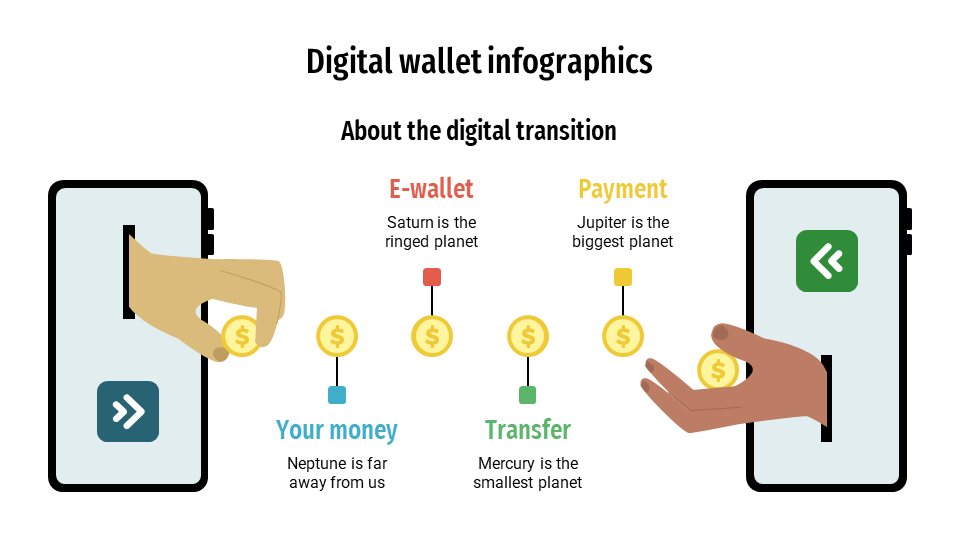 Digital wallet infographics
About the digital transition
E-wallet
Saturn is the
ringed planet
Payment
Jupiter is the
biggest planet
$
$
$
$
$
$
Your money
Neptune is far
away from us
Transfer
Mercury is the
smallest planet